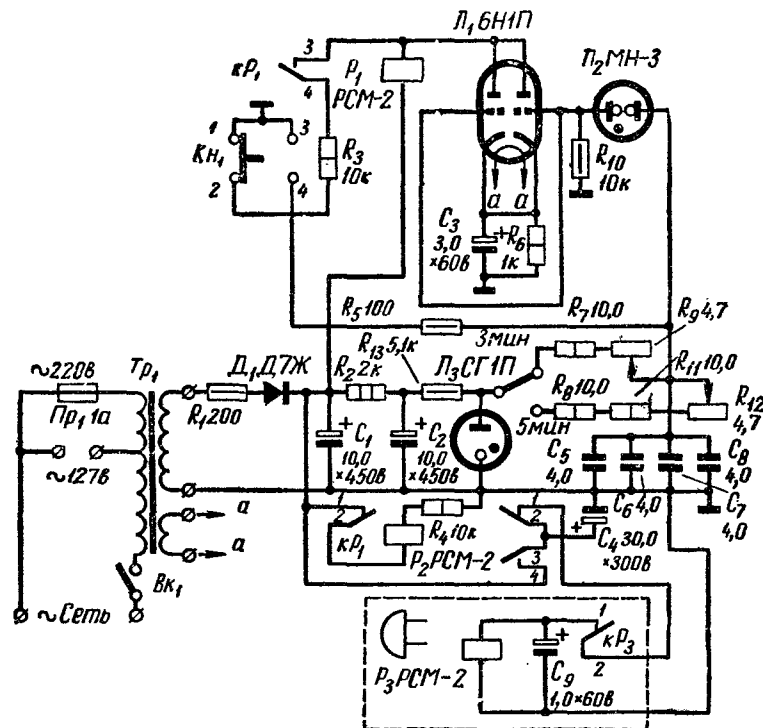 Л₁ 6Н1П
П₂ МН-3
кР₁
3
4
Р₁
РСМ-2
1
3
Кн₁
2
4
R₃
10к
R₁₀
10к
а
а
C₃
3,0
×60в
+
R₆
1к
R₅ 100
3мин
R₇ 10,0
R₉ 4,7
~220в
Тр₁
Д₁ Д7Ж
R₂ 2к
R₁₃ 5,1к
Л₃ СГ1П
R₁₁ 10,0
R₈ 10,0
R₁₂
4,7
Пр₁ 1а
R₁ 200
5мин
~127в
+
C₁
10,0
×450в
+
C₂
10,0
×450в
C₅
4,0
C₆ 4,0
C₈
4,0
C₇
4,0
а
а
1
2
кР₁
R₄ 10к
Р₂ РСМ-2
1
2
3
4
+
C₄ 30,0
×300в
Вк₁
~Сеть
Р₃ РСМ-2
+
C₉
1,0×60в
1
кР₃
2